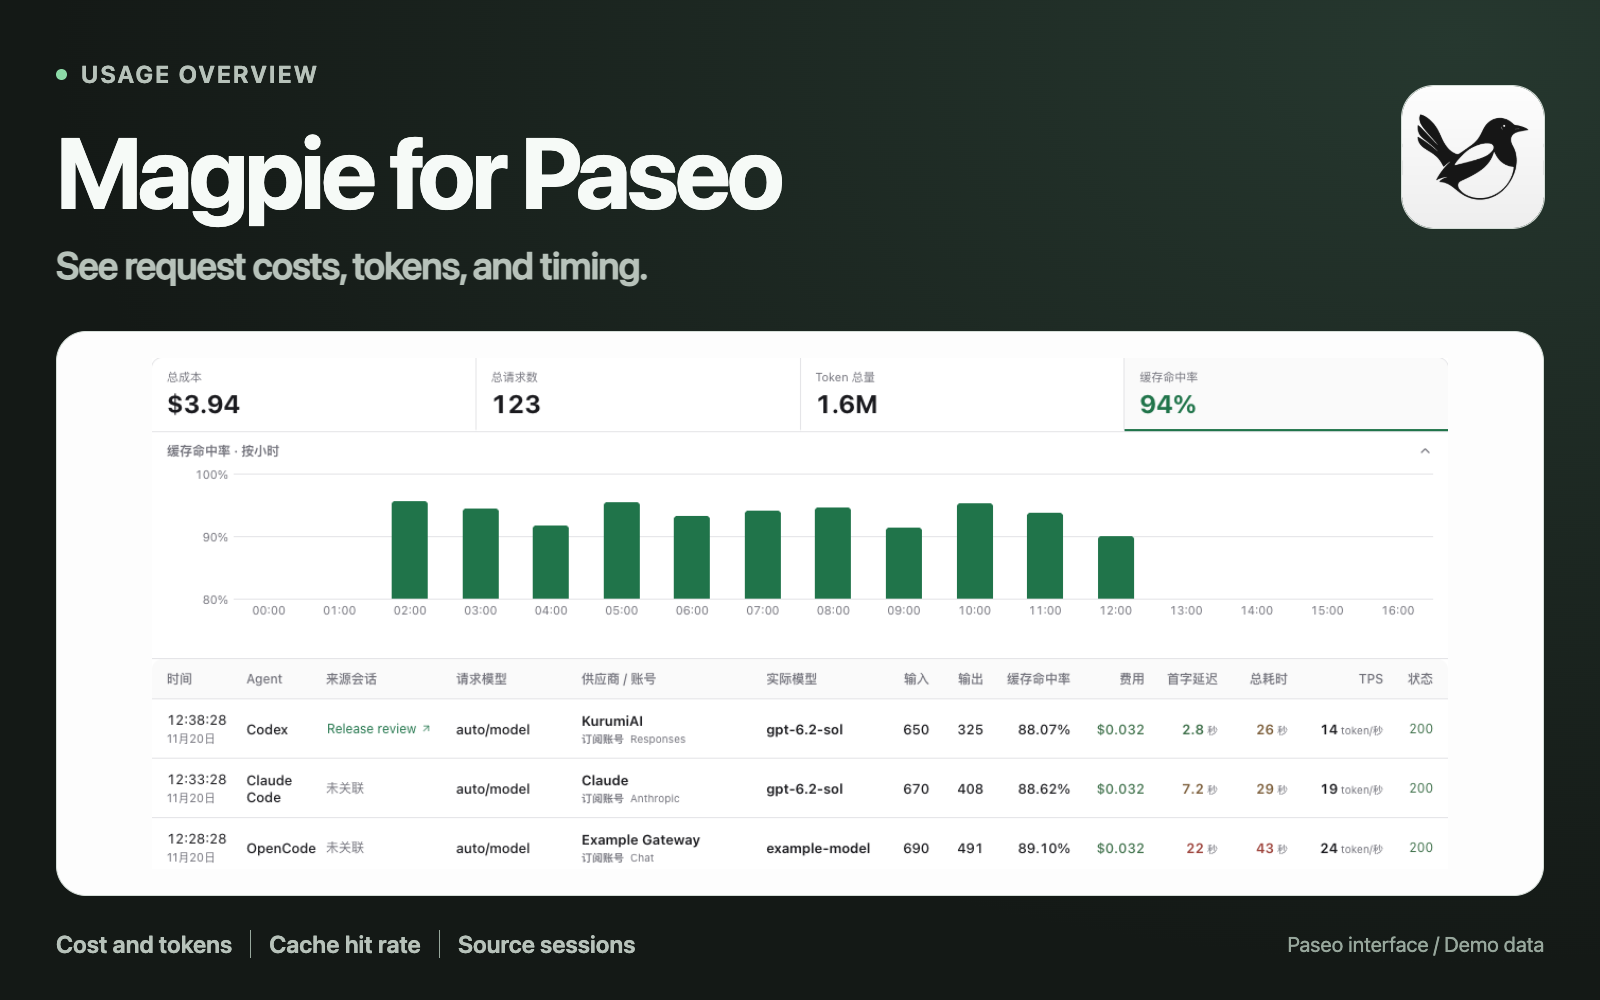 USAGE OVERVIEW
Magpie for Paseo
See request costs, tokens, and timing.
总成本 总请求数 Token 总量 缓存命中率
$3.94 123 1.6M 94%
缓存命中率 · 按小时
100%
90%
80%
00:00 01:00 02:00 03:00 04:00 05:00 06:00 07:00 08:00 09:00 10:00 11:00 12:00 13:00 14:00 15:00 16:00
时间 Agent 来源会话 请求模型 供应商 / 账号 实际模型 输入 输出 缓存命中率 费用 首字延迟 总耗时 TPS 状态
12:38:28 Codex Release review ↗ auto/model KurumiAI gpt-6.2-sol 650 325 88.07% $0.032 2.8 秒 26 秒 14 token/秒 200
11月20日 订阅账号 Responses
12:33:28 Claude Code 未关联 auto/model Claude gpt-6.2-sol 670 408 88.62% $0.032 7.2 秒 29 秒 19 token/秒 200
11月20日 订阅账号 Anthropic
12:28:28 OpenCode 未关联 auto/model Example Gateway example-model 690 491 89.10% $0.032 22 秒 43 秒 24 token/秒 200
11月20日 订阅账号 Chat
Cost and tokens Cache hit rate Source sessions
Paseo interface / Demo data